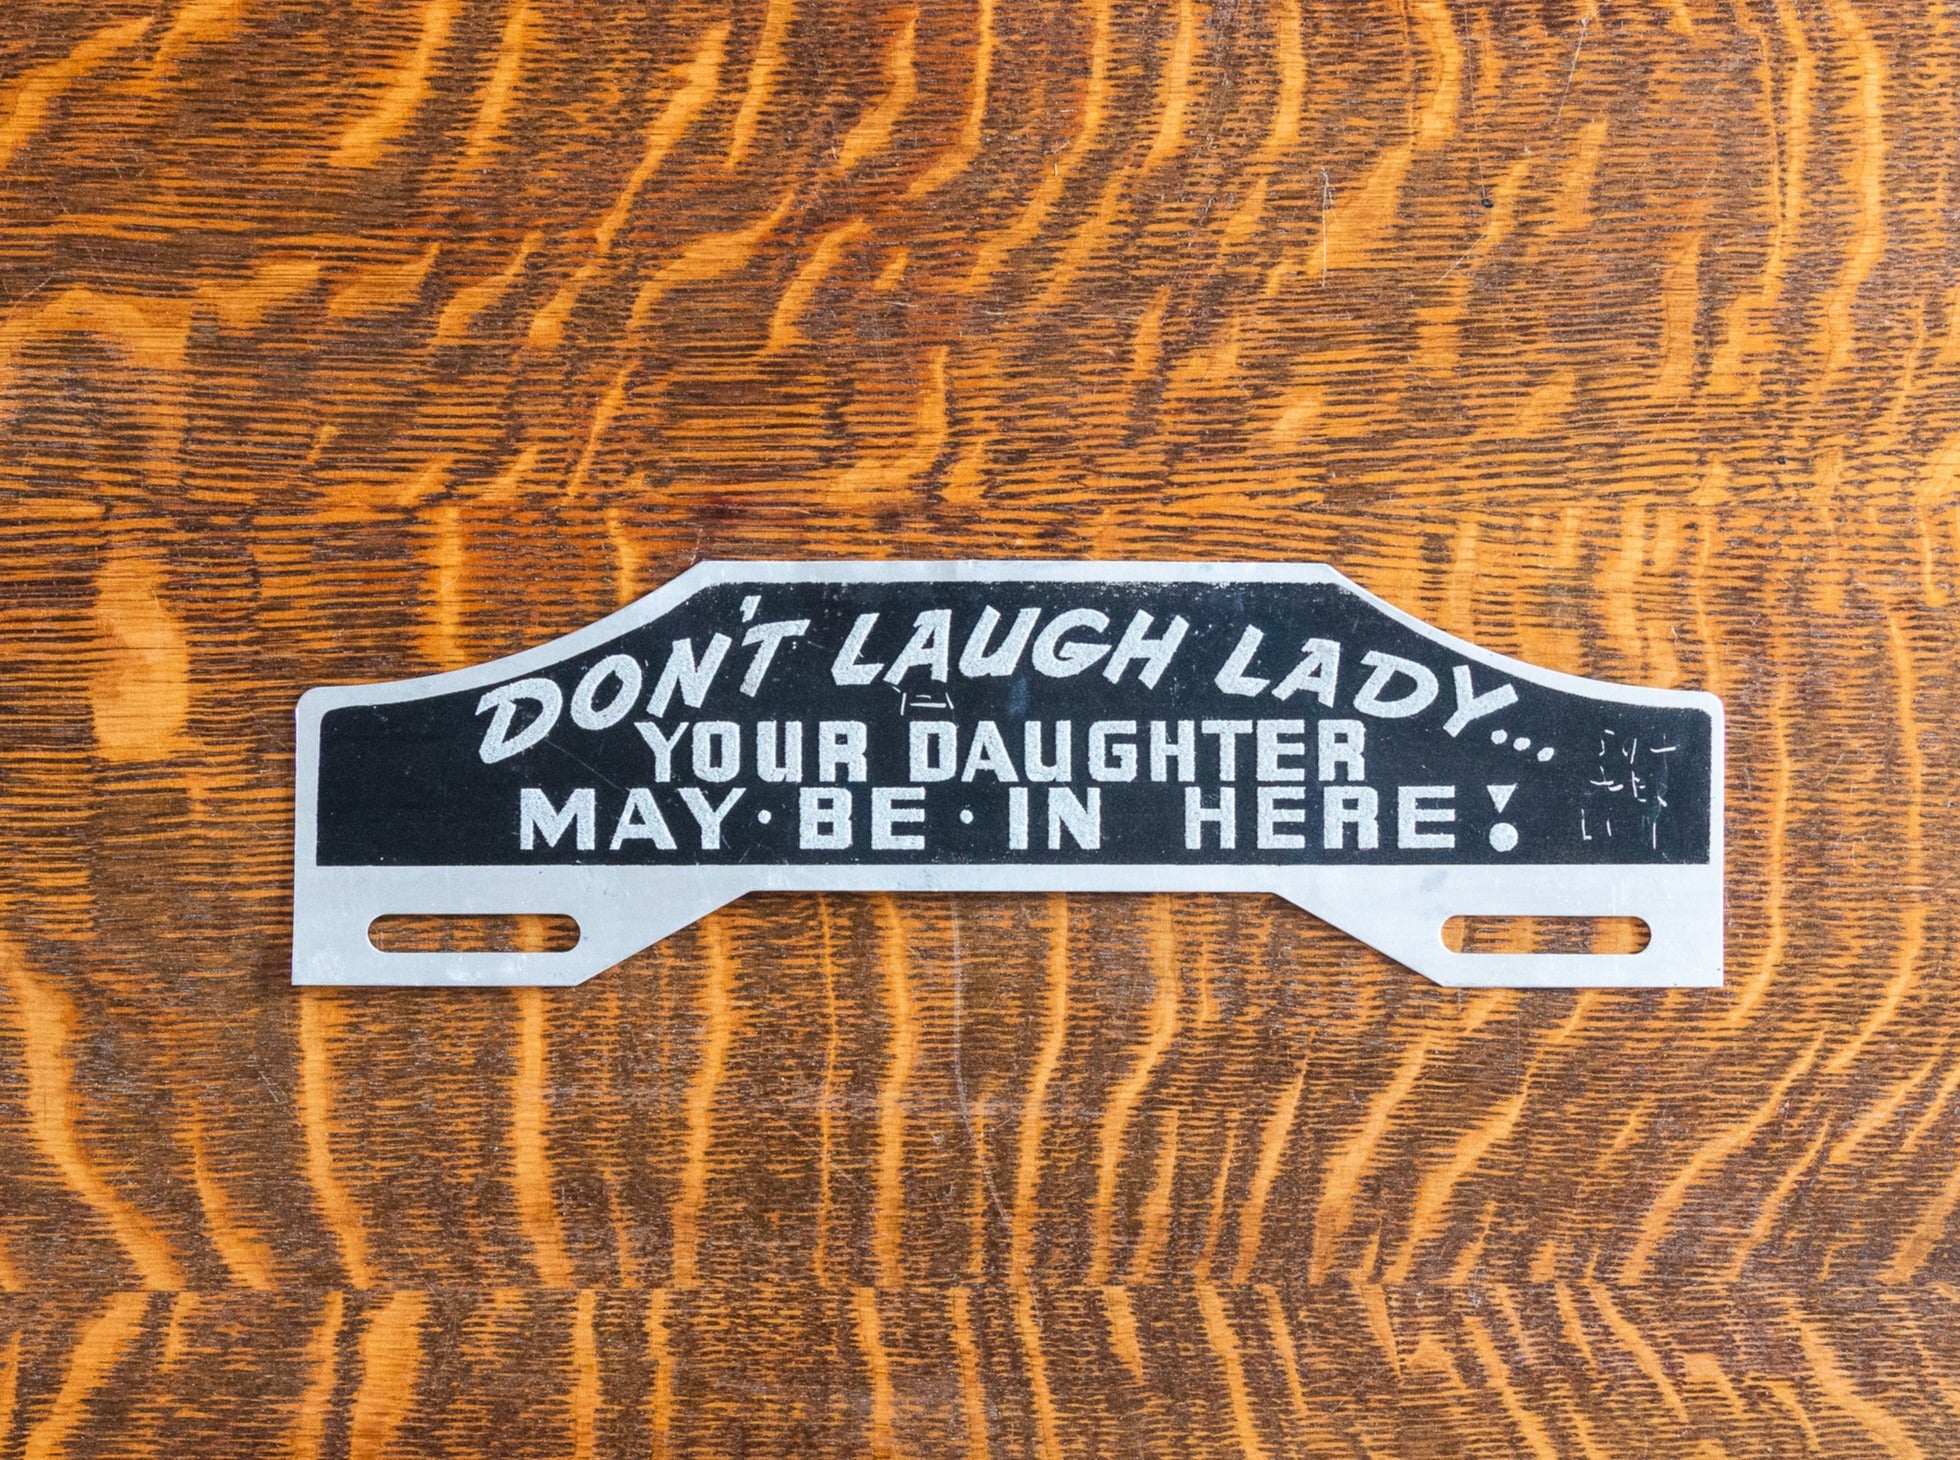 DON'T LAUGH LADY...
YOUR DAUGHTER
MAY·BE·IN HERE!